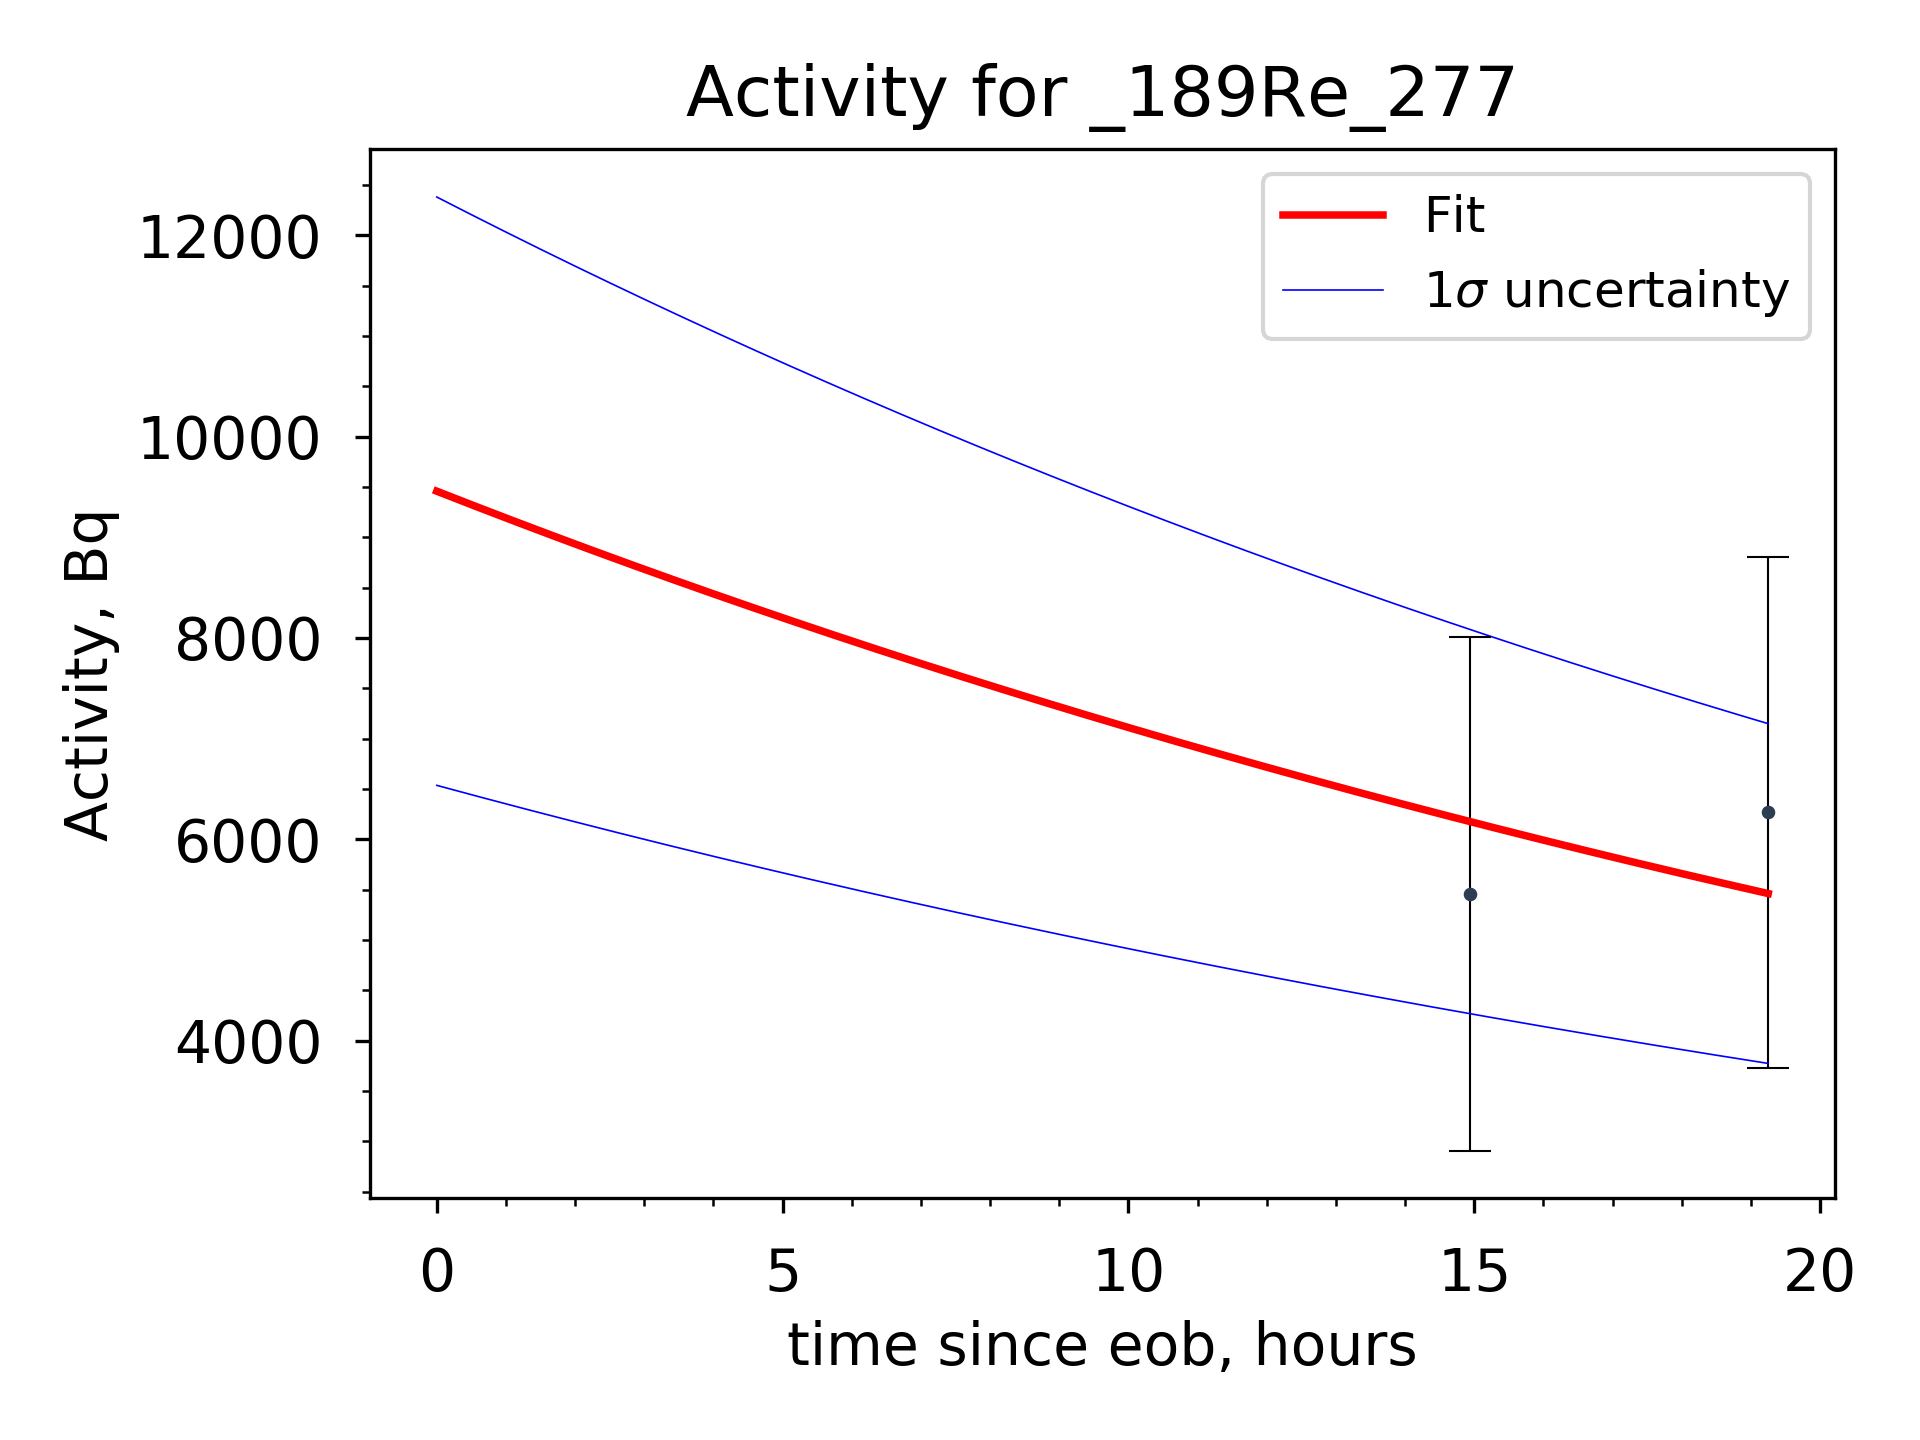 Activity for _189Re_277
Fit
1σ uncertainty
12000
10000
8000
6000
4000
Activity, Bq
0 5 10 15 20
time since eob, hours